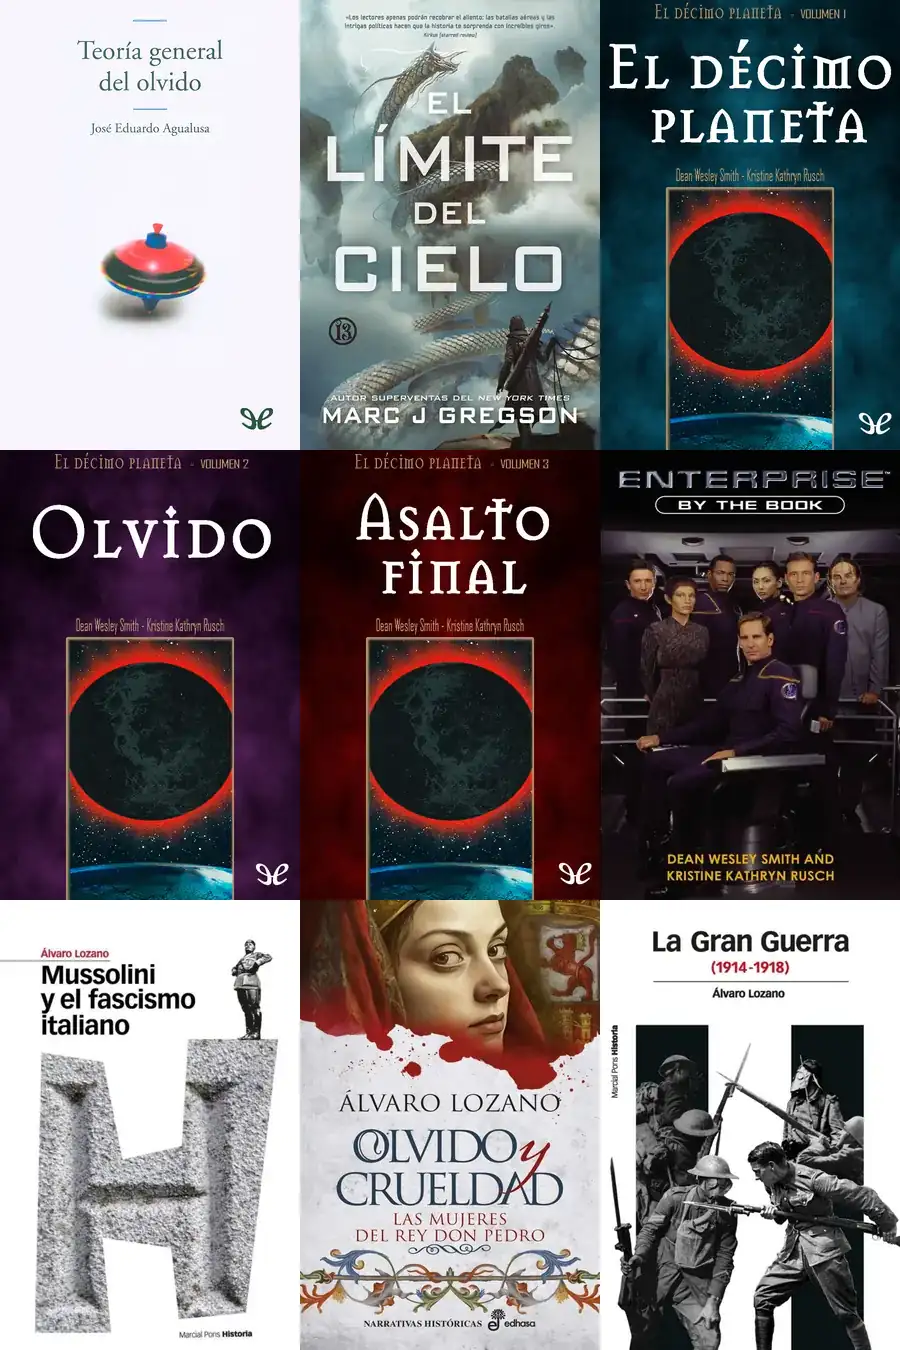 Teoría general
del olvido
José Eduardo Agualusa
«Los lectores apenas podrán recobrar el aliento: las batallas aéreas y las
intrigas políticas hacen que la historia te sorprenda con increíbles giros».
Kirkus (starred review)
EL
LÍMITE
DEL
CIELO
13
AUTOR SUPERVENTAS DEL NEW YORK TIMES
MARC J GREGSON
EL DÉCIMO PLANETA - VOLUMEN 1
EL DÉCIMO
PLANETA
Dean Wesley Smith - Kristine Kathryn Rusch
EL DÉCIMO PLANETA - VOLUMEN 2
OLVIDO
Dean Wesley Smith - Kristine Kathryn Rusch
EL DÉCIMO PLANETA - VOLUMEN 3
ASALTO
FINAL
Dean Wesley Smith - Kristine Kathryn Rusch
ENTERPRISE™
BY THE BOOK
DEAN WESLEY SMITH AND
KRISTINE KATHRYN RUSCH
Álvaro Lozano
Mussolini
y el fascismo
italiano
H
Marcial Pons Historia
ÁLVARO LOZANO
OLVIDO y
CRUELDAD
LAS MUJERES
DEL REY DON PEDRO
NARRATIVAS HISTÓRICAS edhasa
La Gran Guerra
(1914-1918)
Álvaro Lozano
Marcial Pons Historia